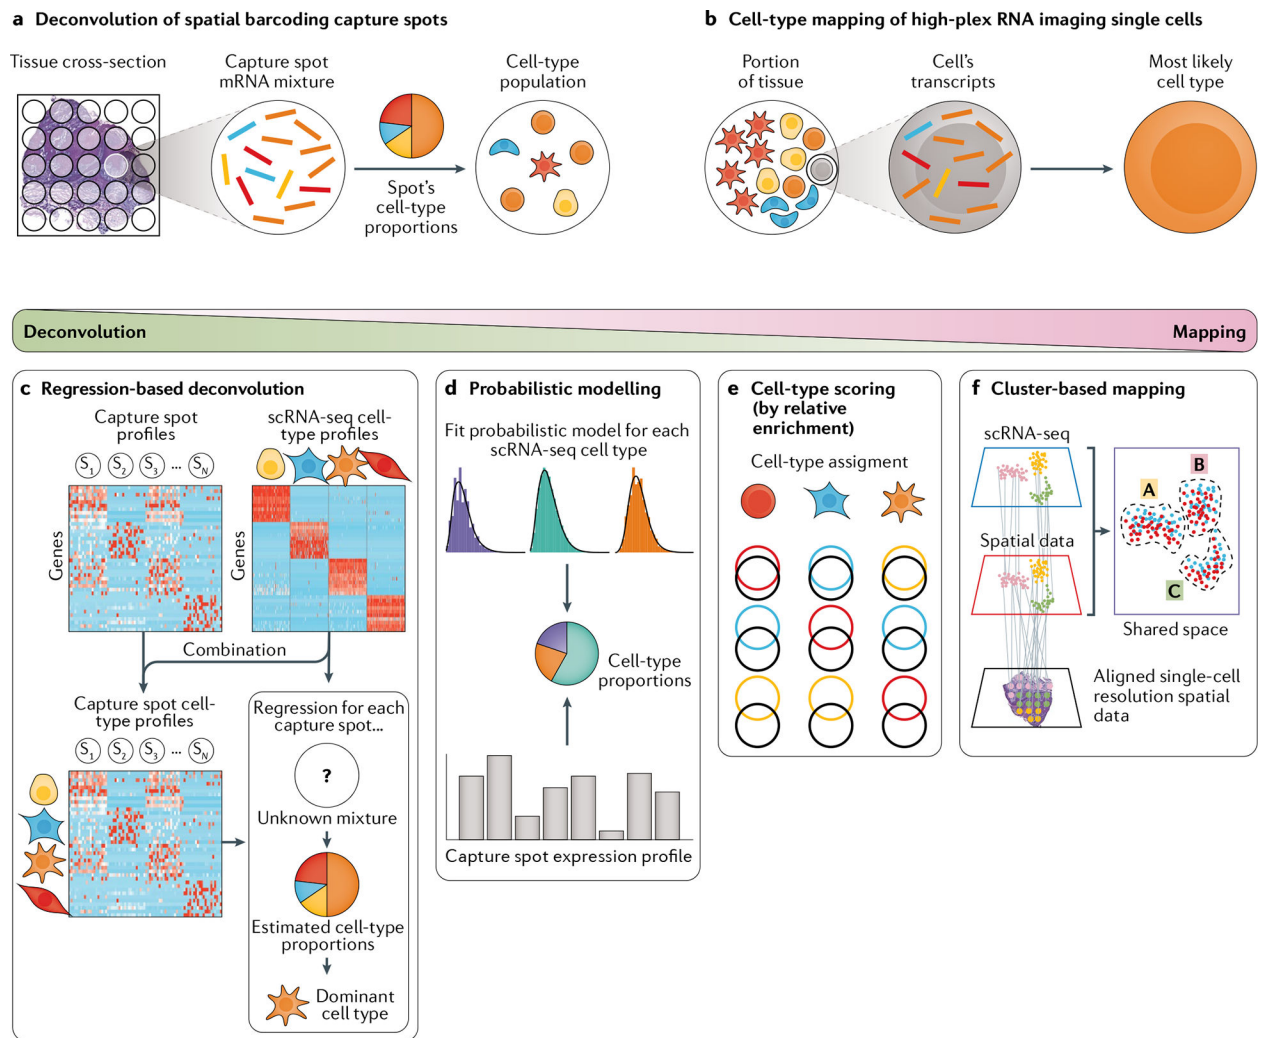 a Deconvolution of spatial barcoding capture spots
Tissue cross-section
Capture spot
mRNA mixture
Spot's
cell-type
proportions
Cell-type
population
b Cell-type mapping of high-plex RNA imaging single cells
Portion
of tissue
Cell's
transcripts
Most likely
cell type
Deconvolution
Mapping
c Regression-based deconvolution
Capture spot
profiles
S1 S2 S3 ... SN
Genes
scRNA-seq cell-
type profiles
Genes
Combination
Capture spot cell-
type profiles
S1 S2 S3 ... SN
Regression for each
capture spot...
?
Unknown mixture
Estimated cell-type
proportions
Dominant
cell type
d Probabilistic modelling
Fit probabilistic model for each
scRNA-seq cell type
Cell-type
proportions
Capture spot expression profile
e Cell-type scoring
(by relative
enrichment)
Cell-type assigment
f Cluster-based mapping
scRNA-seq
Spatial data
A
B
C
Shared space
Aligned single-cell
resolution spatial
data